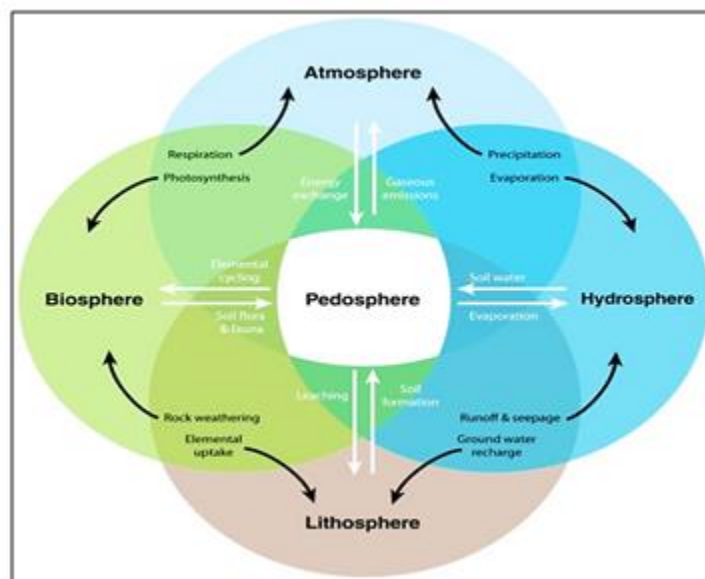 Atmosphere
Respiration
Precipitation
Photosynthesis
Energy
exchange
Gaseous
emissions
Evaporation
Elemental
cycling
Soil water
Biosphere
Pedosphere
Hydrosphere
Soil flora
& fauna
Evaporation
Leaching
Soil
formation
Rock weathering
Runoff & seepage
Elemental
uptake
Ground water
recharge
Lithosphere